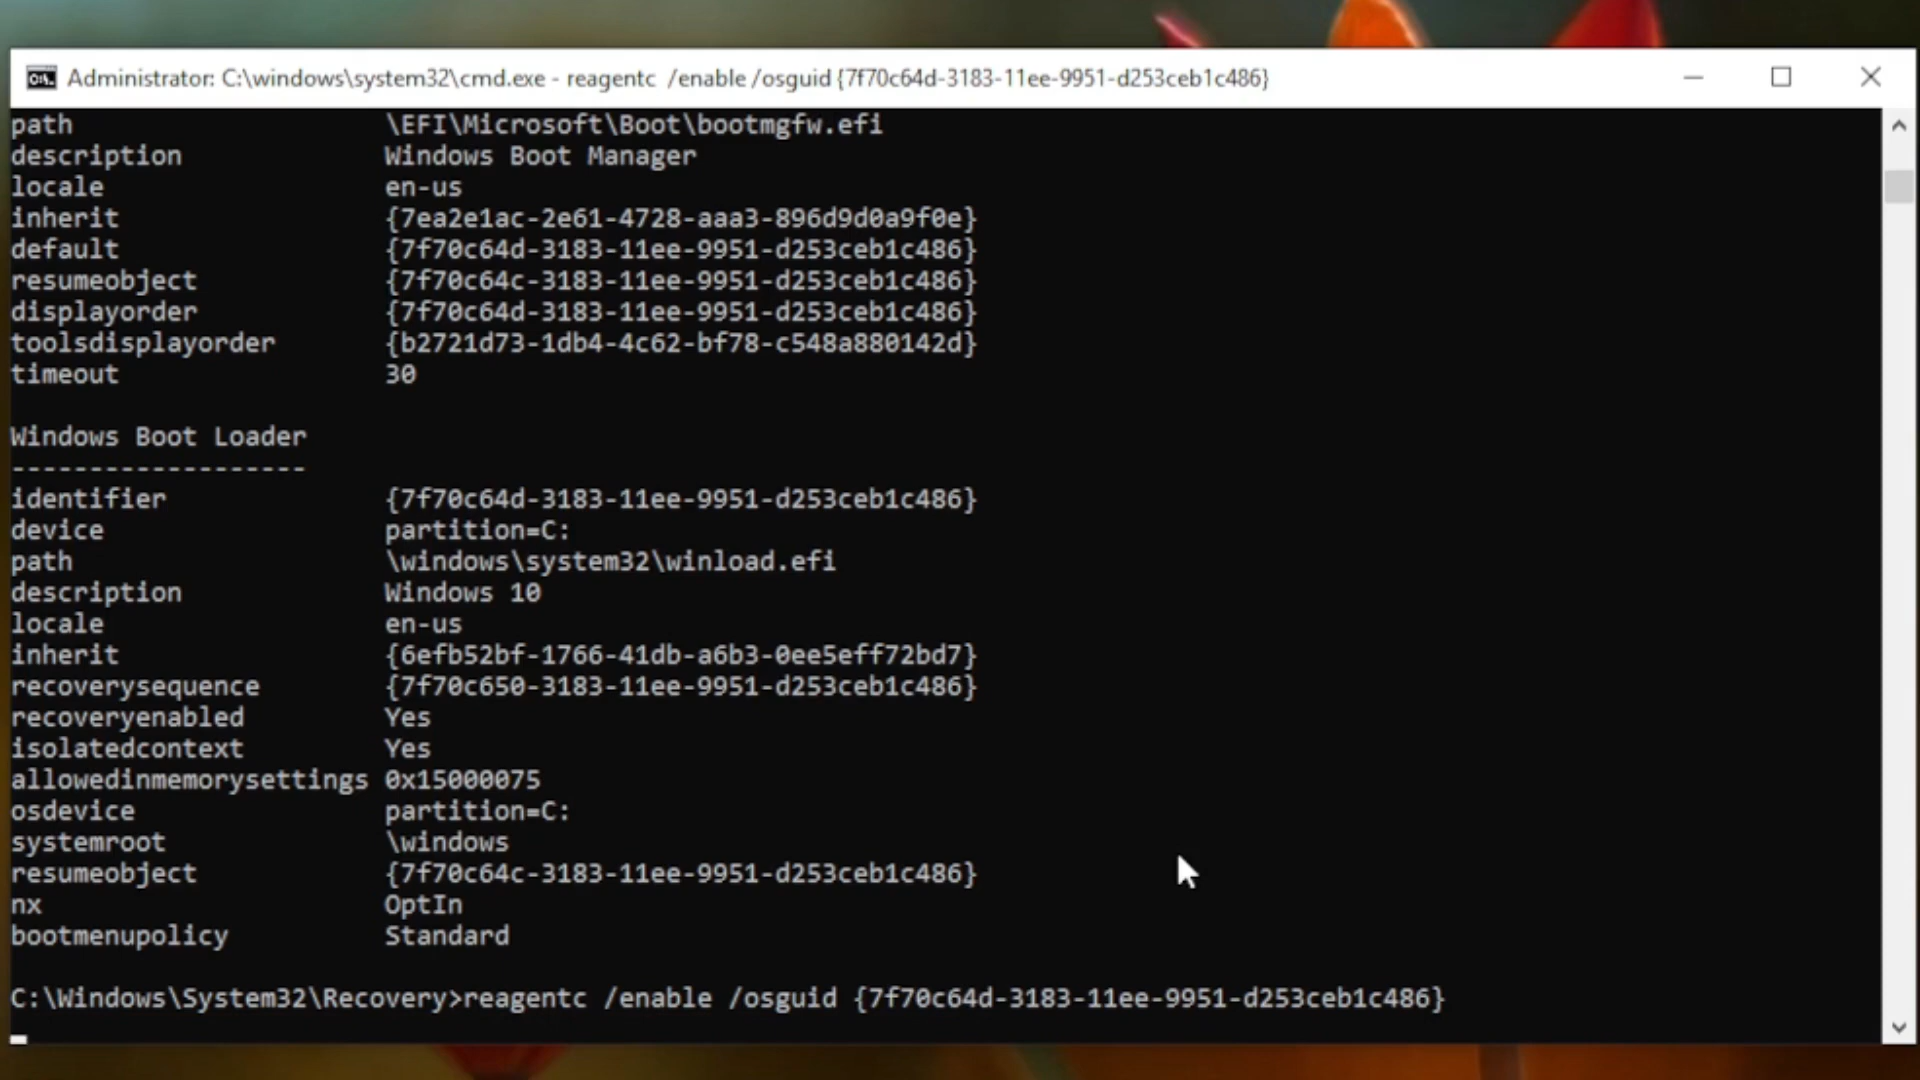 Administrator: C:\windows\system32\cmd.exe - reagentc  /enable /osguid {7f70c64d-3183-11ee-9951-d253ceb1c486}
path                    \EFI\Microsoft\Boot\bootmgfw.efi
description             Windows Boot Manager
locale                  en-us
inherit                 {7ea2e1ac-2e61-4728-aaa3-896d9d0a9f0e}
default                 {7f70c64d-3183-11ee-9951-d253ceb1c486}
resumeobject            {7f70c64c-3183-11ee-9951-d253ceb1c486}
displayorder            {7f70c64d-3183-11ee-9951-d253ceb1c486}
toolsdisplayorder       {b2721d73-1db4-4c62-bf78-c548a880142d}
timeout                 30
Windows Boot Loader
-------------------
identifier              {7f70c64d-3183-11ee-9951-d253ceb1c486}
device                  partition=C:
path                    \windows\system32\winload.efi
description             Windows 10
locale                  en-us
inherit                 {6efb52bf-1766-41db-a6b3-0ee5eff72bd7}
recoverysequence        {7f70c650-3183-11ee-9951-d253ceb1c486}
recoveryenabled         Yes
isolatedcontext         Yes
allowedinmemorysettings 0x15000075
osdevice                partition=C:
systemroot              \windows
resumeobject            {7f70c64c-3183-11ee-9951-d253ceb1c486}
nx                      OptIn
bootmenupolicy          Standard
C:\Windows\System32\Recovery>reagentc /enable /osguid {7f70c64d-3183-11ee-9951-d253ceb1c486}